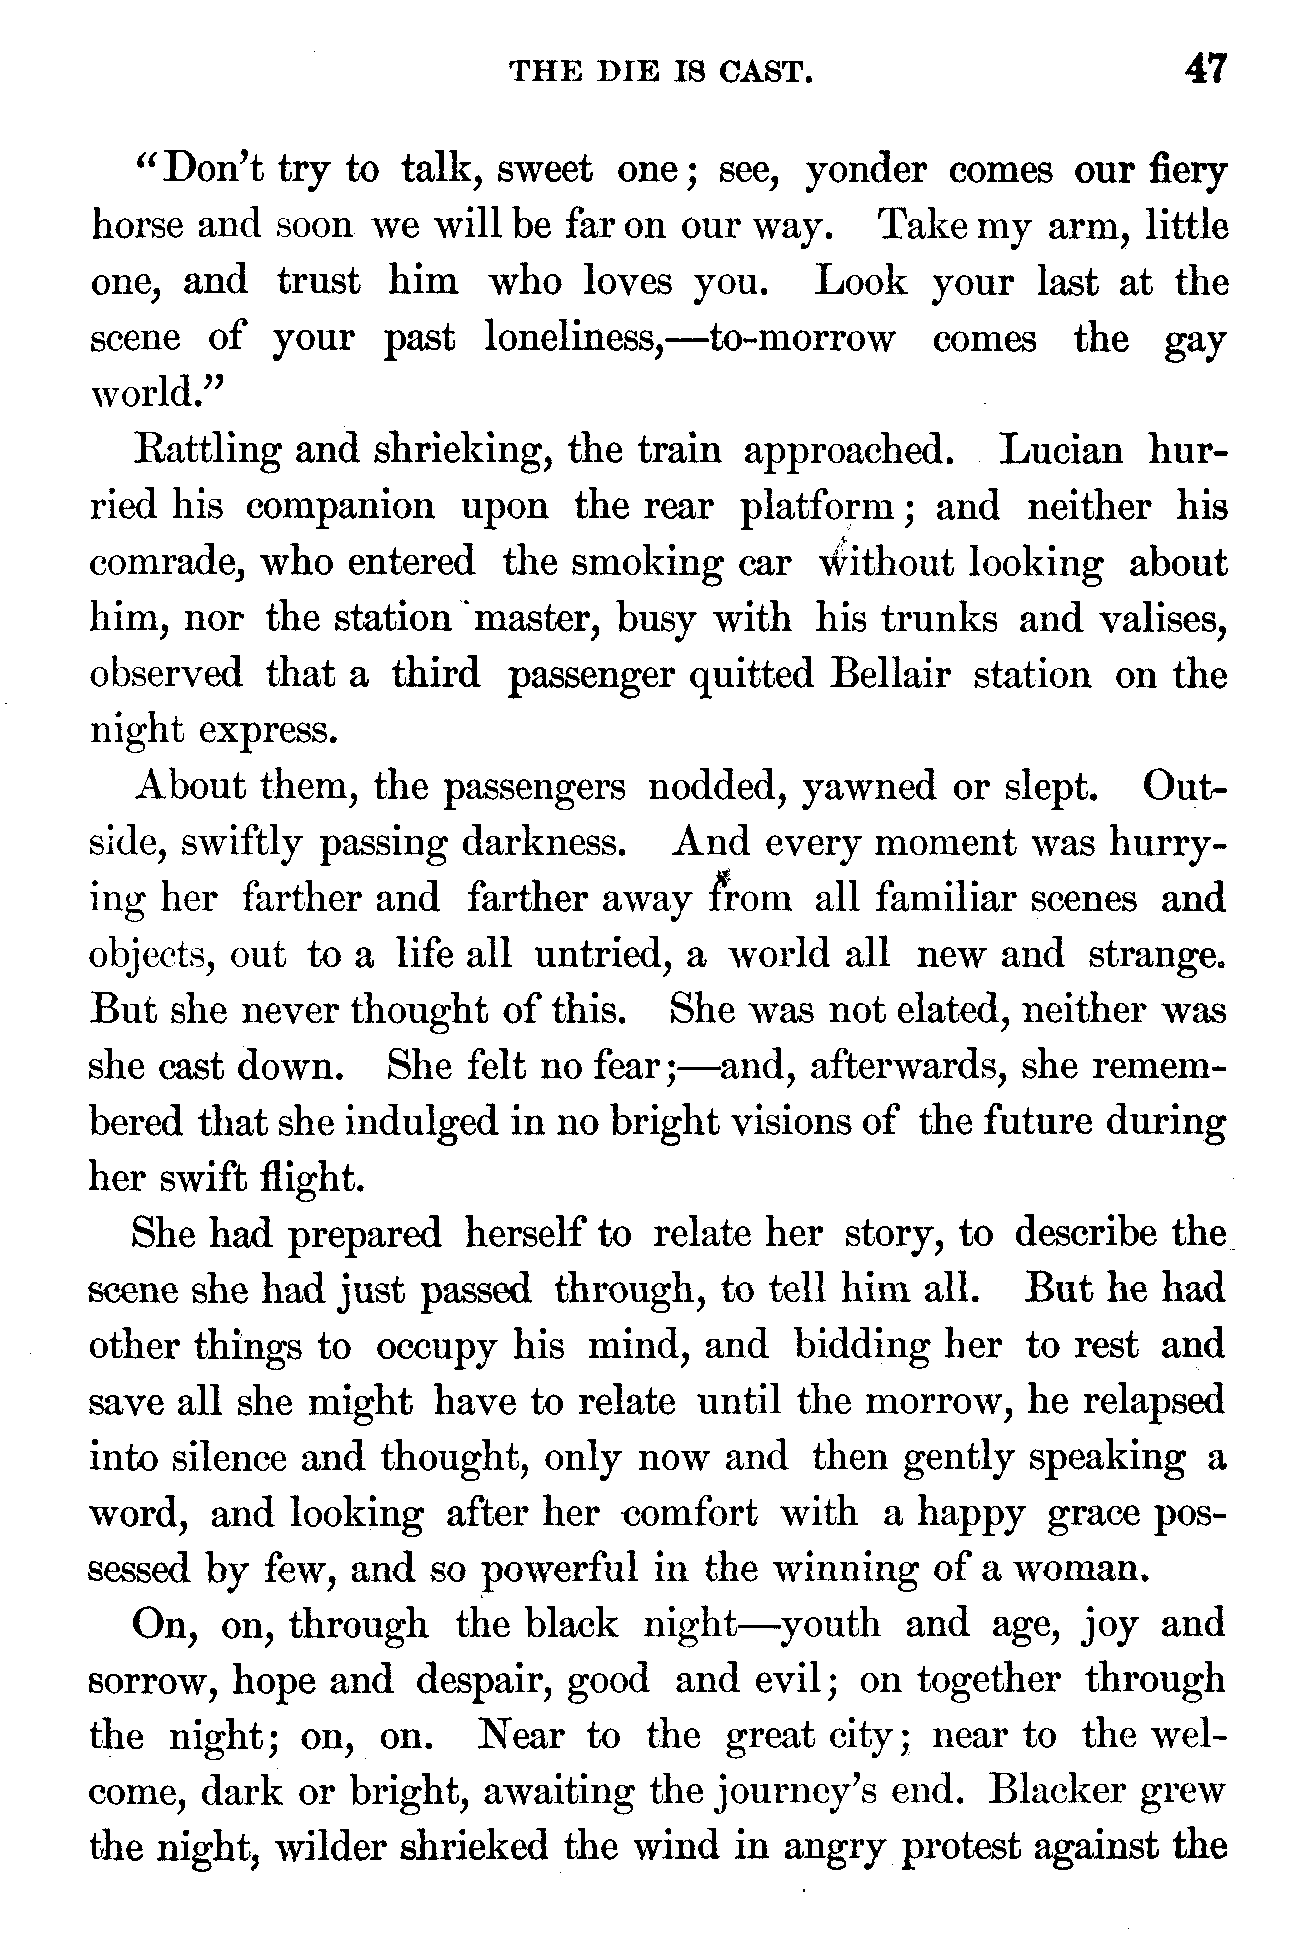 THE DIE IS CAST. 47
“Don’t try to talk, sweet one; see, yonder comes our fiery
horse and soon we will be far on our way. Take my arm, little
one, and trust him who loves you. Look your last at the
scene of your past loneliness,—to-morrow comes the gay
world.”
Rattling and shrieking, the train approached. Lucian hur-
ried his companion upon the rear platform; and neither his
comrade, who entered the smoking car without looking about
him, nor the station master, busy with his trunks and valises,
observed that a third passenger quitted Bellair station on the
night express.
About them, the passengers nodded, yawned or slept. Out-
side, swiftly passing darkness. And every moment was hurry-
ing her farther and farther away from all familiar scenes and
objects, out to a life all untried, a world all new and strange.
But she never thought of this. She was not elated, neither was
she cast down. She felt no fear;—and, afterwards, she remem-
bered that she indulged in no bright visions of the future during
her swift flight.
She had prepared herself to relate her story, to describe the
scene she had just passed through, to tell him all. But he had
other things to occupy his mind, and bidding her to rest and
save all she might have to relate until the morrow, he relapsed
into silence and thought, only now and then gently speaking a
word, and looking after her comfort with a happy grace pos-
sessed by few, and so powerful in the winning of a woman.
On, on, through the black night—youth and age, joy and
sorrow, hope and despair, good and evil; on together through
the night; on, on. Near to the great city; near to the wel-
come, dark or bright, awaiting the journey’s end. Blacker grew
the night, wilder shrieked the wind in angry protest against the